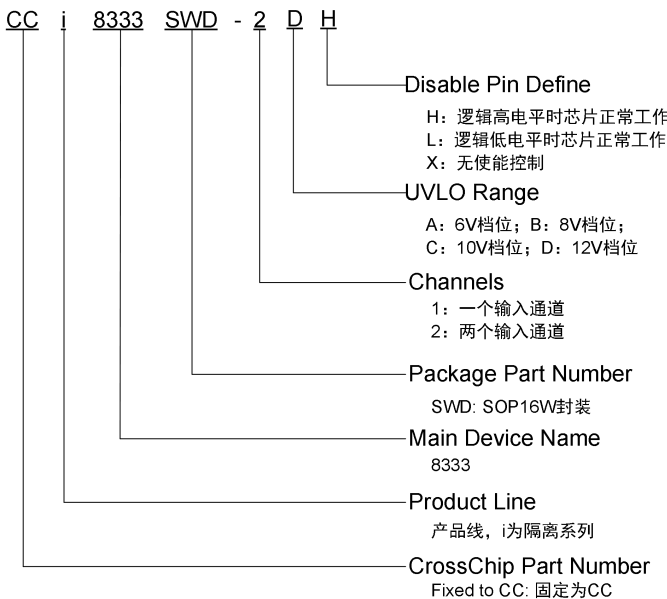 CC i 8333 SWD - 2 D H
Disable Pin Define
H：逻辑高电平时芯片正常工作
L：逻辑低电平时芯片正常工作
X：无使能控制
UVLO Range
A：6V档位；B：8V档位；
C：10V档位；D：12V档位
Channels
1：一个输入通道
2：两个输入通道
Package Part Number
SWD: SOP16W封装
Main Device Name
8333
Product Line
产品线，i为隔离系列
CrossChip Part Number
Fixed to CC: 固定为CC